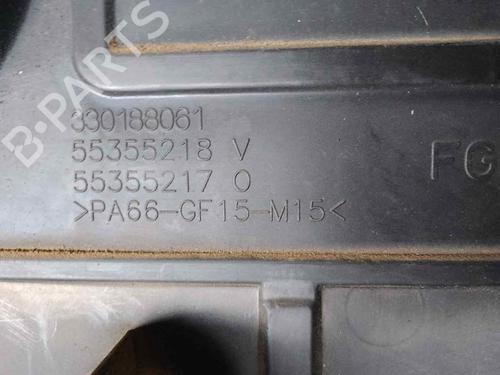 B-PARTS
330188061
55355218 V
55355217 O
>PA66-GF15-M15<
FG